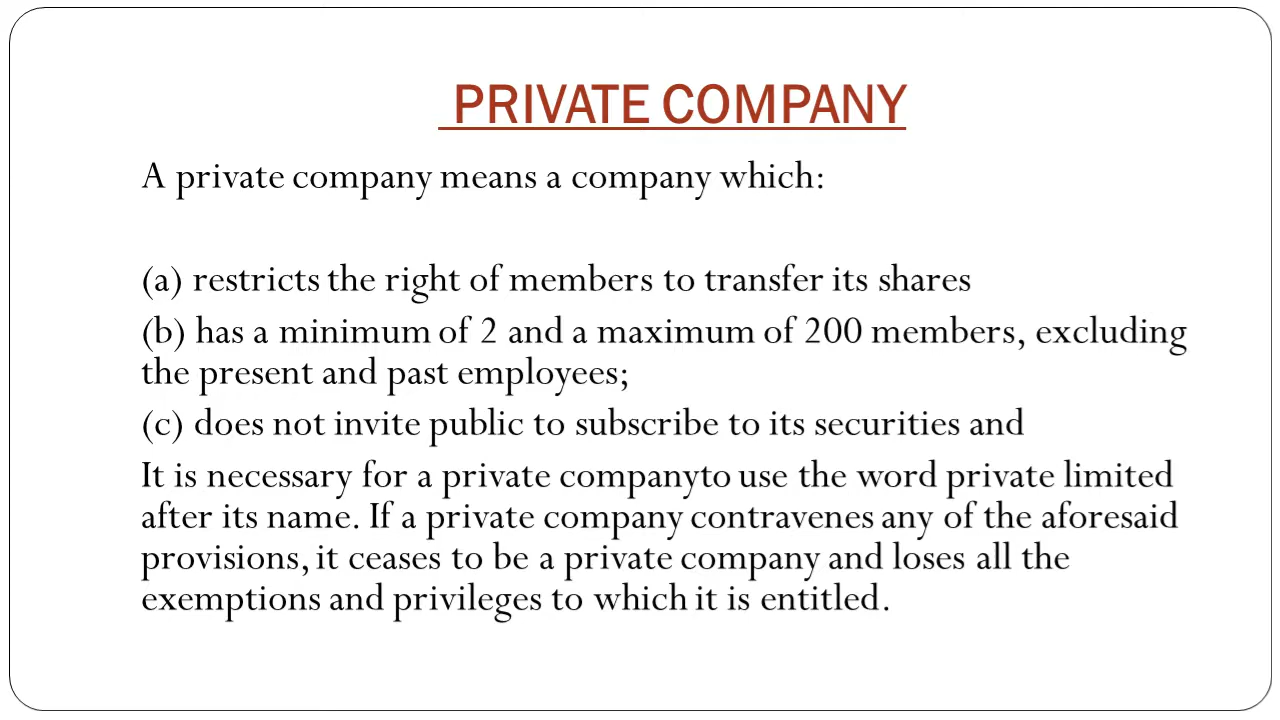 PRIVATE COMPANY
A private company means a company which:
(a) restricts the right of members to transfer its shares
(b) has a minimum of 2 and a maximum of 200 members, excluding
the present and past employees;
(c) does not invite public to subscribe to its securities and
It is necessary for a private companyto use the word private limited
after its name. If a private company contravenes any of the aforesaid
provisions, it ceases to be a private company and loses all the
exemptions and privileges to which it is entitled.